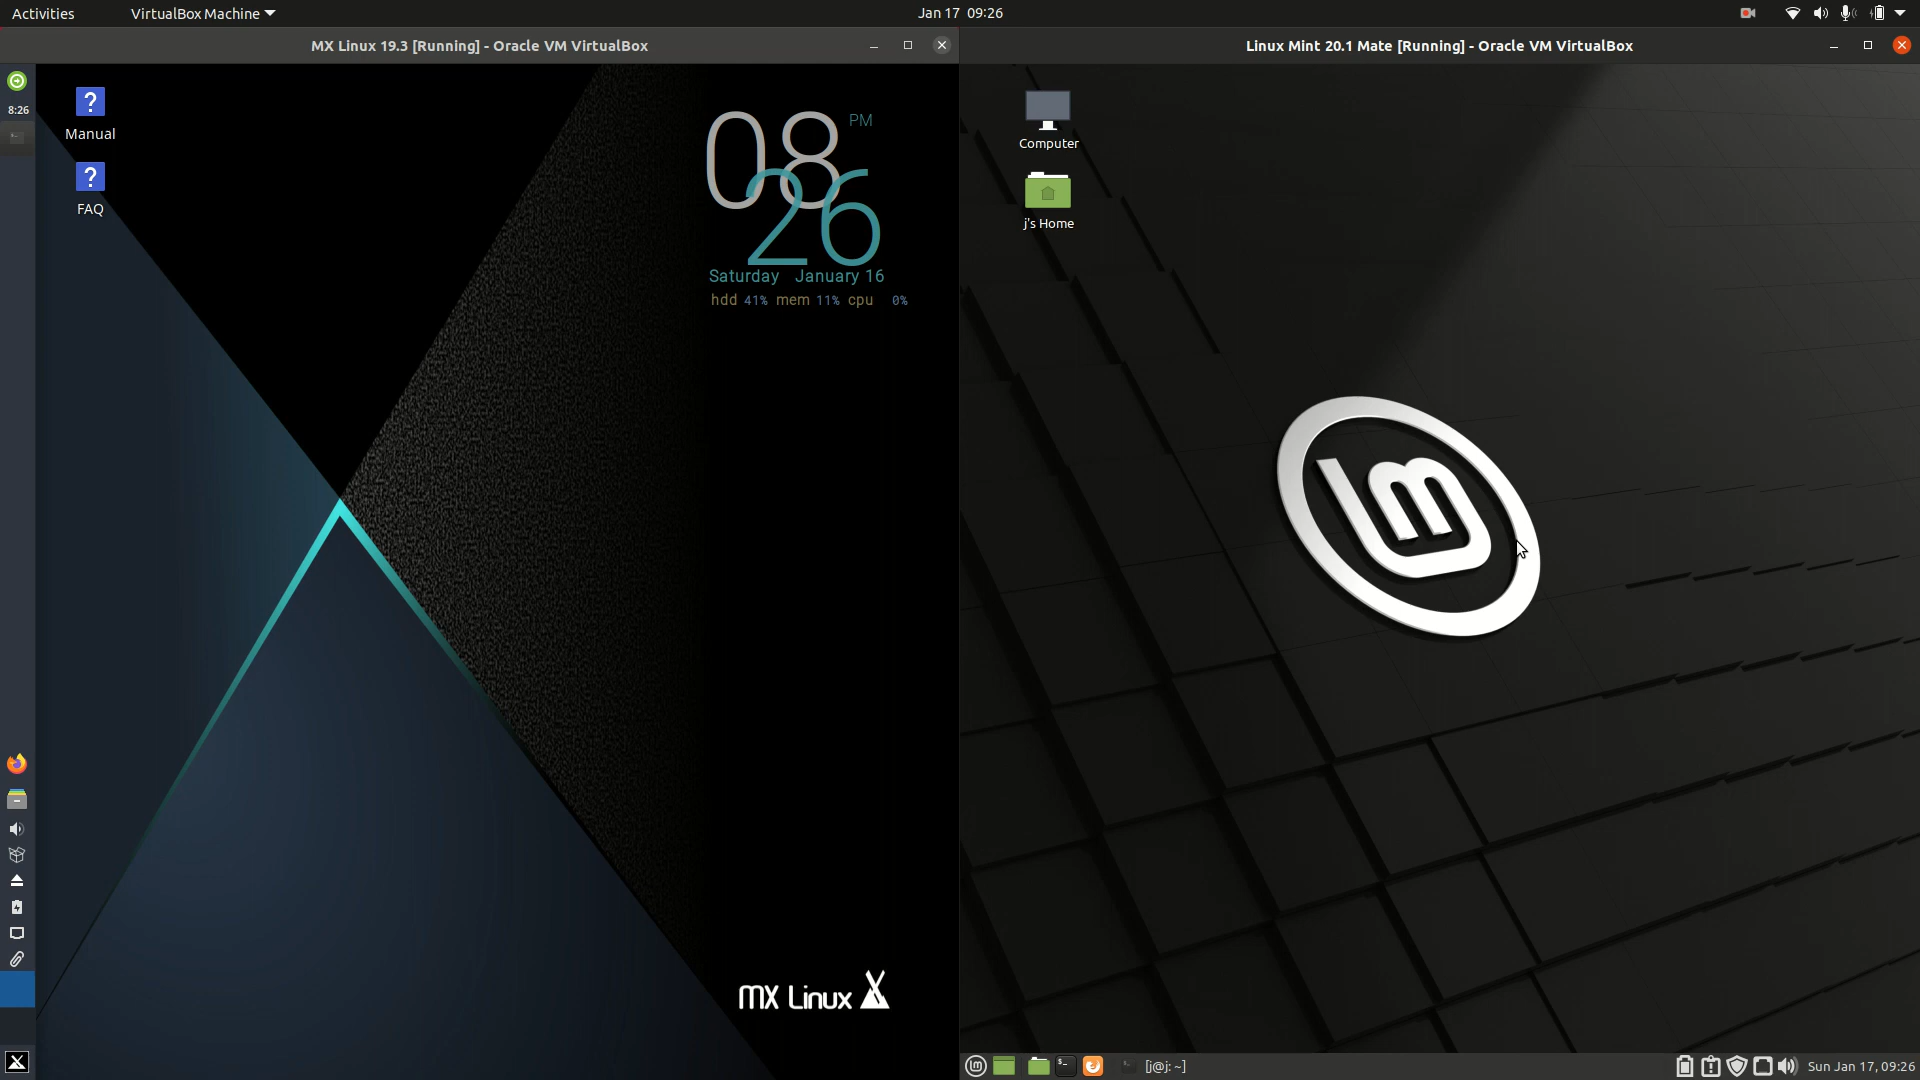 Activities
VirtualBox Machine
Jan 17 09:26
MX Linux 19.3 [Running] - Oracle VM VirtualBox
8:26
?
Manual
?
FAQ
08 PM
26
Saturday January 16
hdd 41% mem 11% cpu 0%
MX Linux
Linux Mint 20.1 Mate [Running] - Oracle VM VirtualBox
Computer
j's Home
lm
[j@j: ~]
Sun Jan 17, 09:26